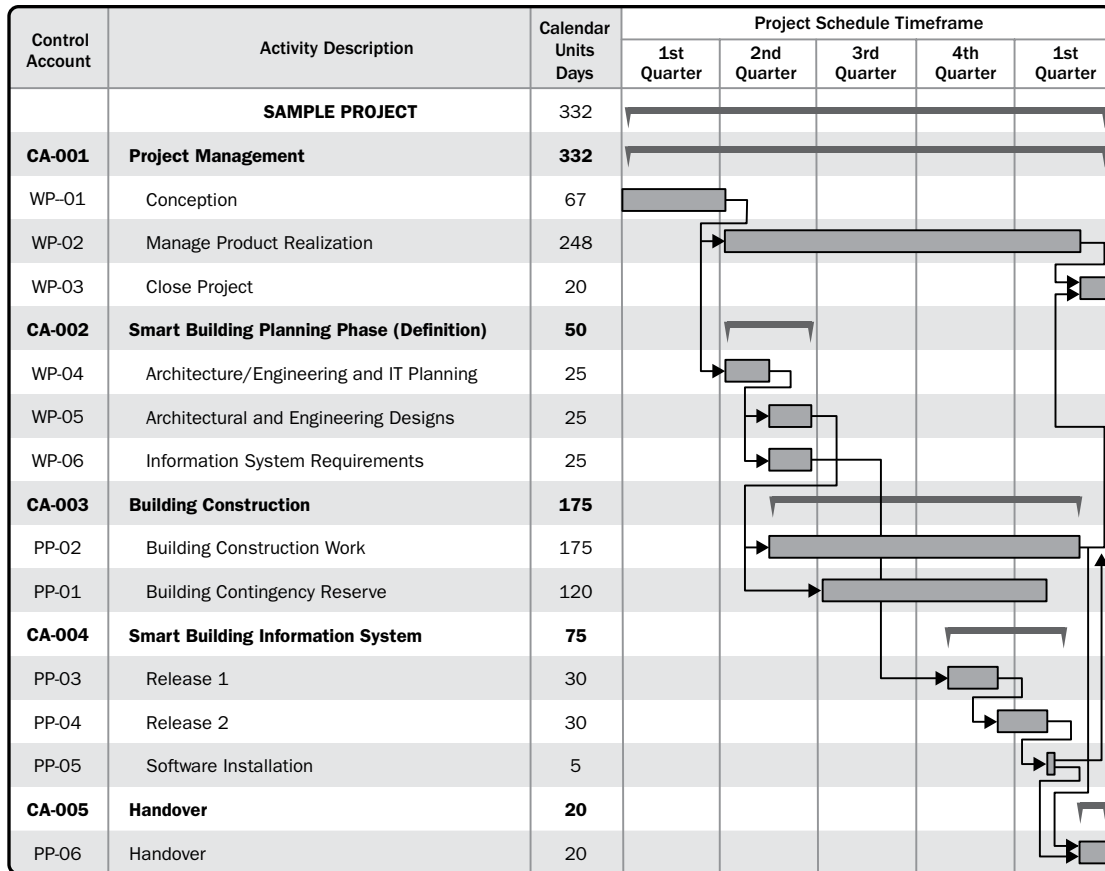 Control Account
Activity Description
Calendar Units Days
Project Schedule Timeframe
1st Quarter
2nd Quarter
3rd Quarter
4th Quarter
1st Quarter
SAMPLE PROJECT 332
CA-001 Project Management 332
WP--01 Conception 67
WP-02 Manage Product Realization 248
WP-03 Close Project 20
CA-002 Smart Building Planning Phase (Definition) 50
WP-04 Architecture/Engineering and IT Planning 25
WP-05 Architectural and Engineering Designs 25
WP-06 Information System Requirements 25
CA-003 Building Construction 175
PP-02 Building Construction Work 175
PP-01 Building Contingency Reserve 120
CA-004 Smart Building Information System 75
PP-03 Release 1 30
PP-04 Release 2 30
PP-05 Software Installation 5
CA-005 Handover 20
PP-06 Handover 20